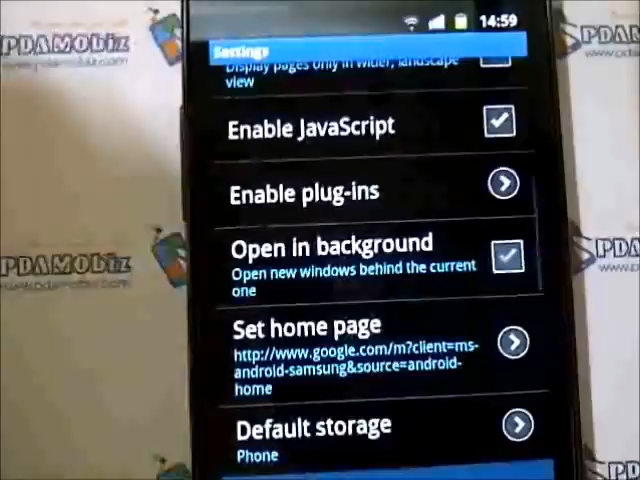 PDAMOBIZ
14:59
Settings
Display pages only in wider, landscape
view
Enable JavaScript
Enable plug-ins
Open in background
Open new windows behind the current
one
Set home page
http://www.google.com/m?client=ms-
android-samsung&source=android-
home
Default storage
Phone
PDAMOBIZ